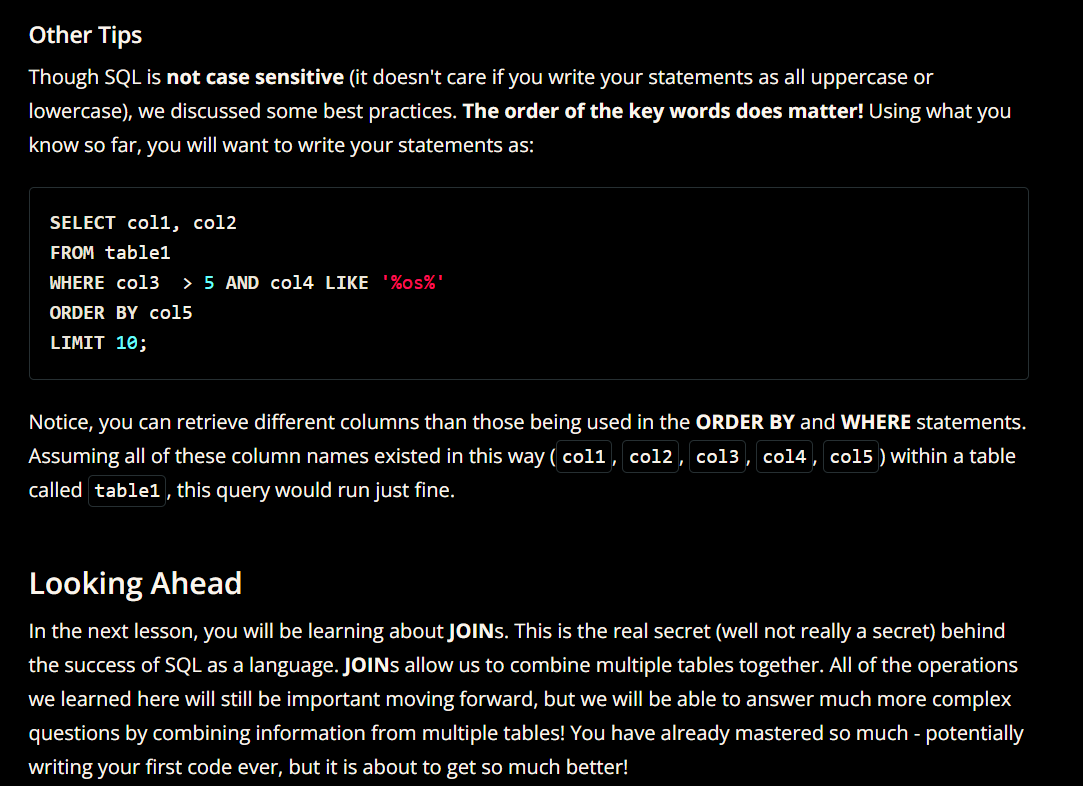 Other Tips
Though SQL is not case sensitive (it doesn't care if you write your statements as all uppercase or
lowercase), we discussed some best practices. The order of the key words does matter! Using what you
know so far, you will want to write your statements as:
SELECT col1, col2
FROM table1
WHERE col3  > 5 AND col4 LIKE '%os%'
ORDER BY col5
LIMIT 10;
Notice, you can retrieve different columns than those being used in the ORDER BY and WHERE statements.
Assuming all of these column names existed in this way (col1, col2, col3, col4, col5) within a table
called table1, this query would run just fine.
Looking Ahead
In the next lesson, you will be learning about JOINs. This is the real secret (well not really a secret) behind
the success of SQL as a language. JOINs allow us to combine multiple tables together. All of the operations
we learned here will still be important moving forward, but we will be able to answer much more complex
questions by combining information from multiple tables! You have already mastered so much - potentially
writing your first code ever, but it is about to get so much better!